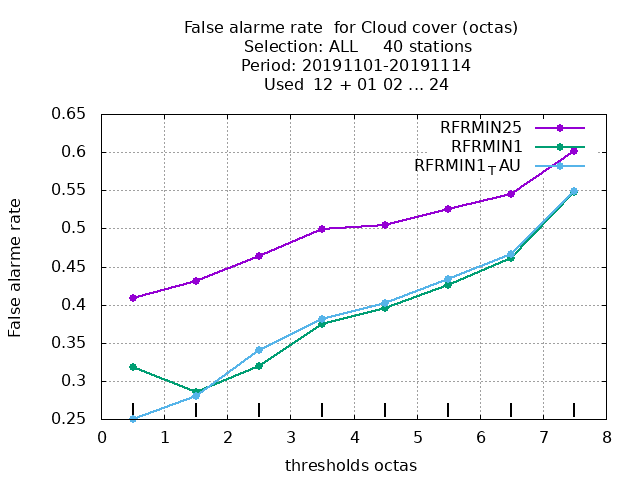 False alarme rate  for Cloud cover (octas)
Selection: ALL     40 stations
Period: 20191101-20191114
Used  12 + 01 02 ... 24
RFRMIN25
RFRMIN1
RFRMIN1TAU
0.65
0.6
0.55
0.5
0.45
0.4
0.35
0.3
0.25
False alarme rate
0 1 2 3 4 5 6 7 8
thresholds octas